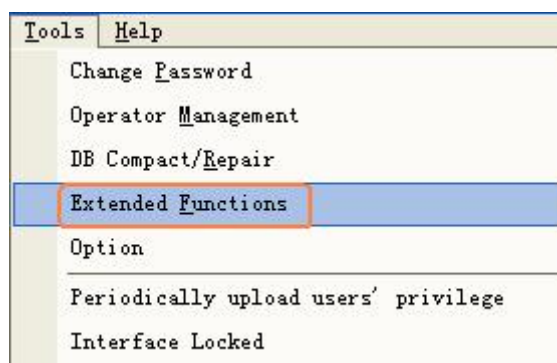 Tools Help
Change Password
Operator Management
DB Compact/Repair
Extended Functions
Option
Periodically upload users' privilege
Interface Locked